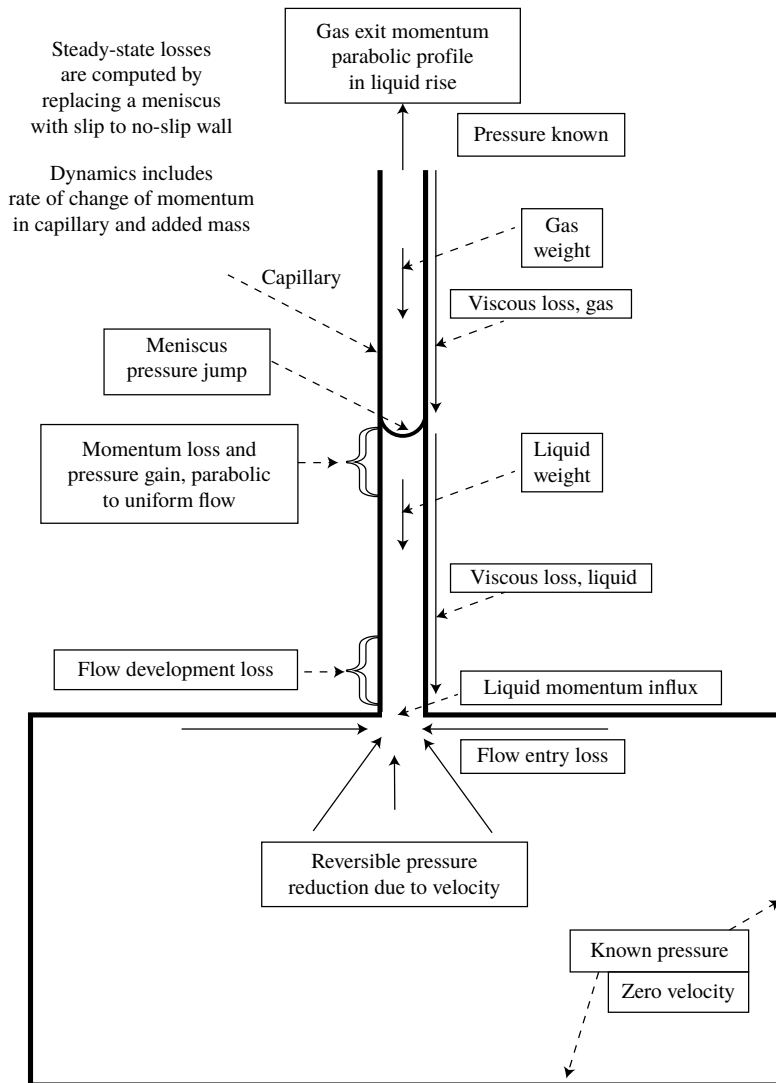 Steady-state losses
are computed by
replacing a meniscus
with slip to no-slip wall
Dynamics includes
rate of change of momentum
in capillary and added mass
Gas exit momentum
parabolic profile
in liquid rise
Pressure known
Gas
weight
Capillary
Viscous loss, gas
Meniscus
pressure jump
Momentum loss and
pressure gain, parabolic
to uniform flow
Liquid
weight
Viscous loss, liquid
Flow development loss
Liquid momentum influx
Flow entry loss
Reversible pressure
reduction due to velocity
Known pressure
Zero velocity